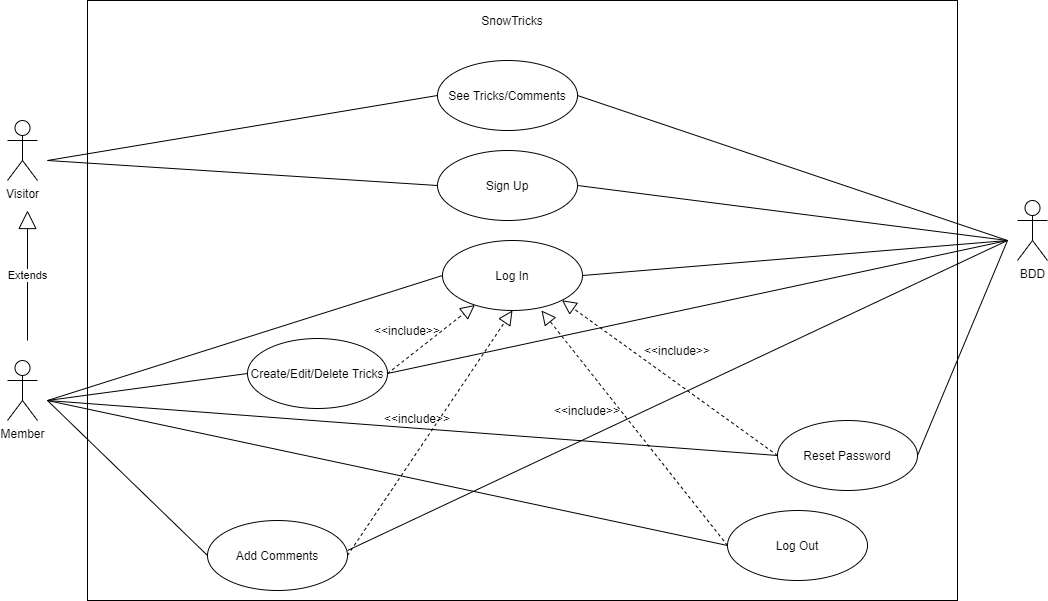 SnowTricks
See Tricks/Comments
Visitor
Sign Up
BDD
Extends
Log In
<<include>>
<<include>>
Create/Edit/Delete Tricks
<<include>>
<<include>>
Member
Reset Password
Add Comments
Log Out